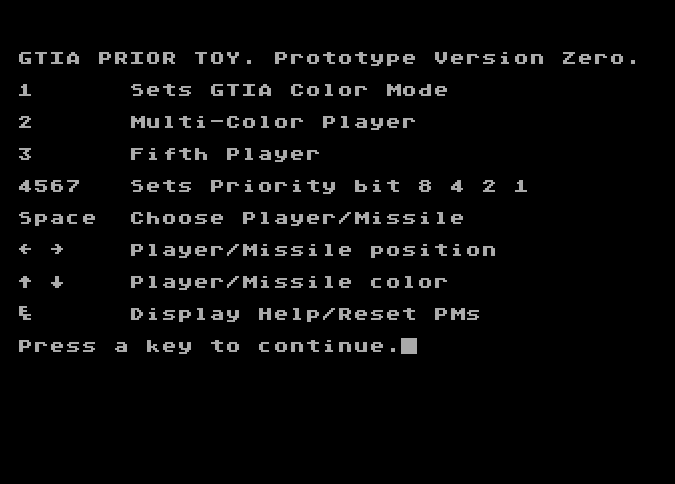 GTIA PRIOR TOY. Prototype Version Zero.
1 Sets GTIA Color Mode
2 Multi-Color Player
3 Fifth Player
4567 Sets Priority bit 8 4 2 1
Space Choose Player/Missile
← → Player/Missile position
↑ ↓ Player/Missile color
␛ Display Help/Reset PMs
Press a key to continue.